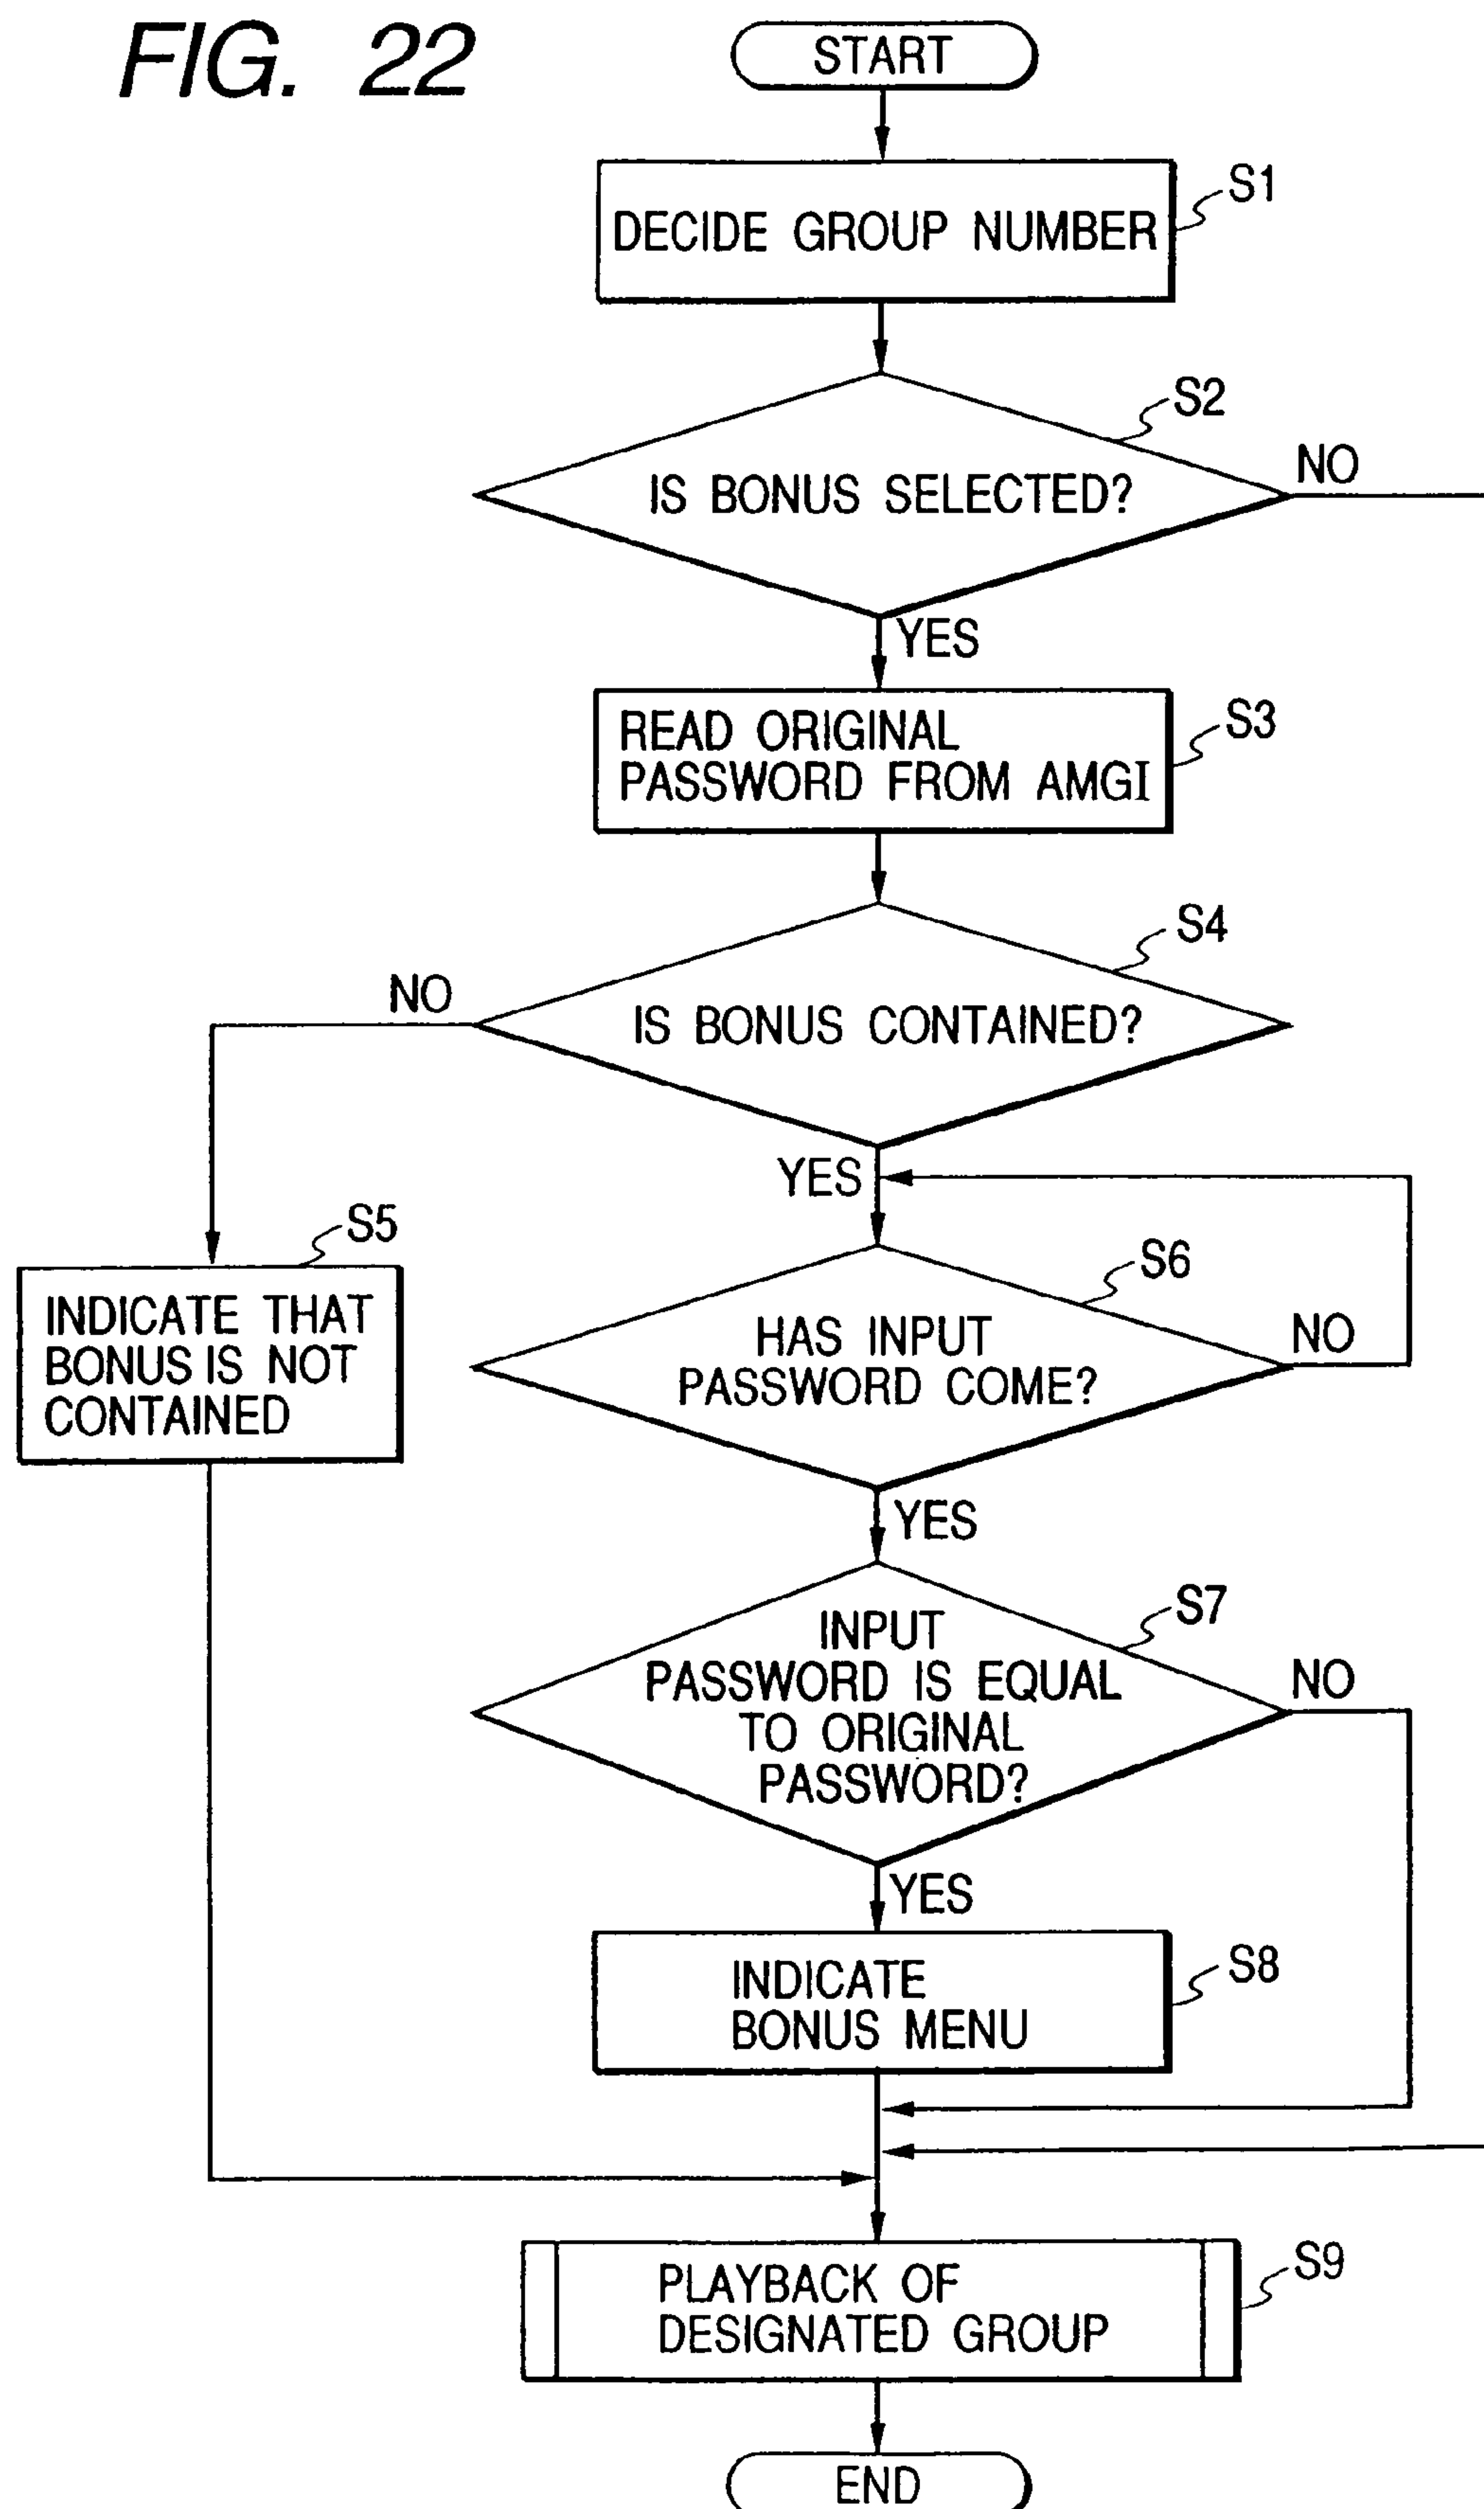 FIG. 22
START
DECIDE GROUP NUMBER
S1
IS BONUS SELECTED?
S2
NO
YES
READ ORIGINAL
PASSWORD FROM AMGI
S3
IS BONUS CONTAINED?
S4
NO
YES
INDICATE THAT
BONUS IS NOT
CONTAINED
S5
HAS INPUT
PASSWORD COME?
S6
NO
YES
INPUT
PASSWORD IS EQUAL
TO ORIGINAL
PASSWORD?
S7
NO
YES
INDICATE
BONUS MENU
S8
PLAYBACK OF
DESIGNATED GROUP
S9
END